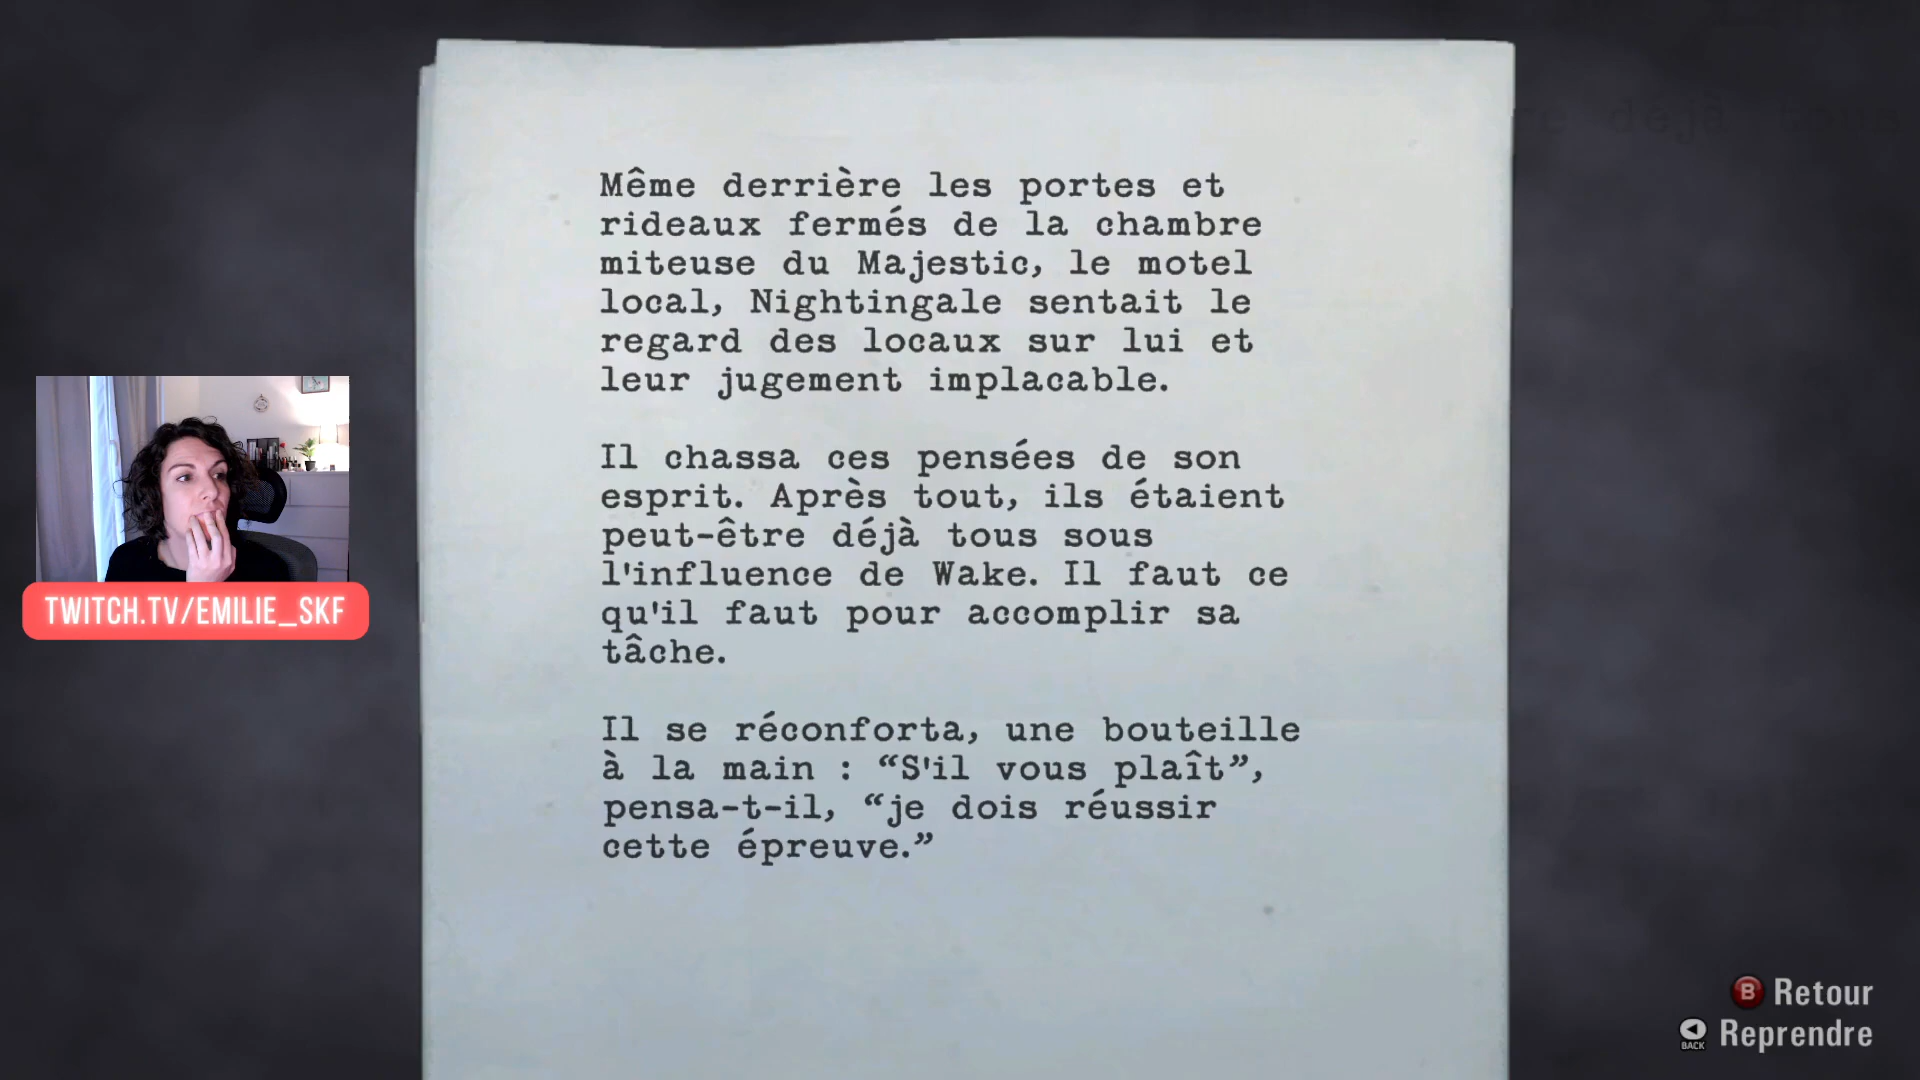 Même derrière les portes et
rideaux fermés de la chambre
miteuse du Majestic, le motel
local, Nightingale sentait le
regard des locaux sur lui et
leur jugement implacable.
Il chassa ces pensées de son
esprit. Après tout, ils étaient
peut-être déjà tous sous
l'influence de Wake. Il faut ce
qu'il faut pour accomplir sa
tâche.
Il se réconforta, une bouteille
à la main : “S'il vous plaît”,
pensa-t-il, “je dois réussir
cette épreuve.”
TWITCH.TV/EMILIE_SKF
B Retour
BACK Reprendre
déjà tous